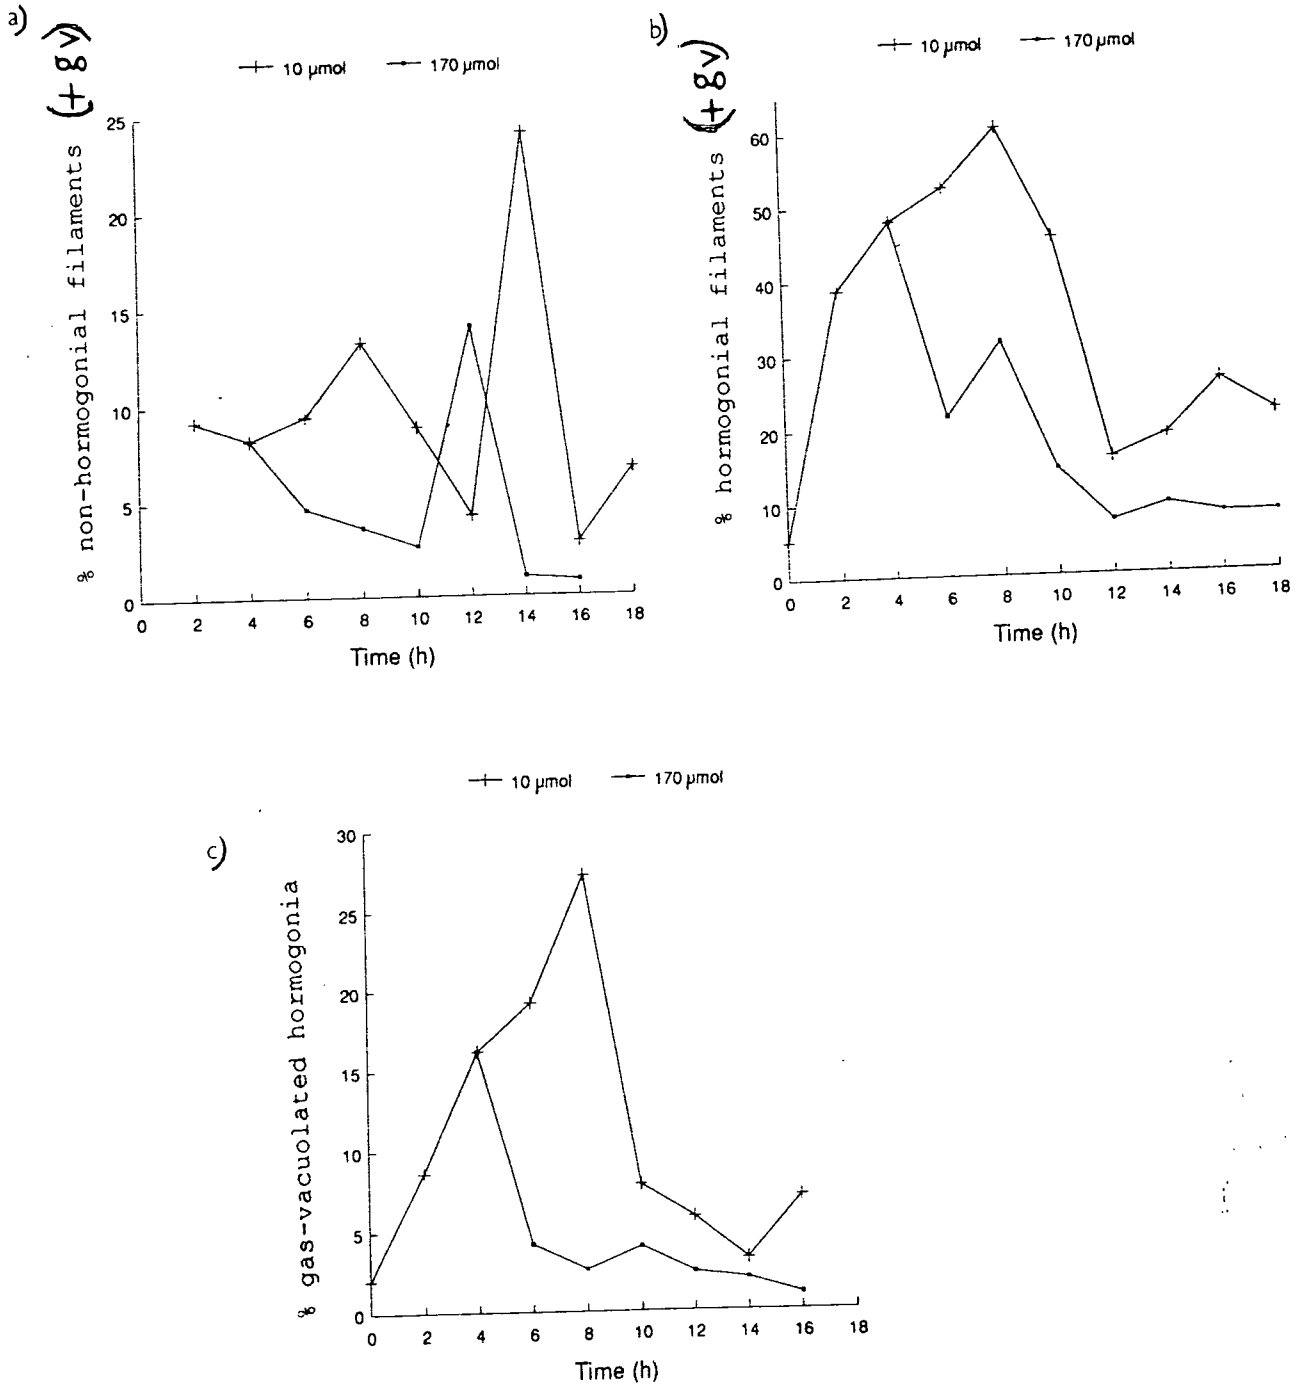 a)
(+gv)
10 µmol 170 µmol
% non-hormogonial filaments
25
20
15
10
5
0
0 2 4 6 8 10 12 14 16 18
Time (h)
b)
(+gv)
10 µmol 170 µmol
% hormogonial filaments
60
50
40
30
20
10
0
0 2 4 6 8 10 12 14 16 18
Time (h)
c)
10 µmol 170 µmol
% gas-vacuolated hormogonia
30
25
20
15
10
5
0
0 2 4 6 8 10 12 14 16 18
Time (h)